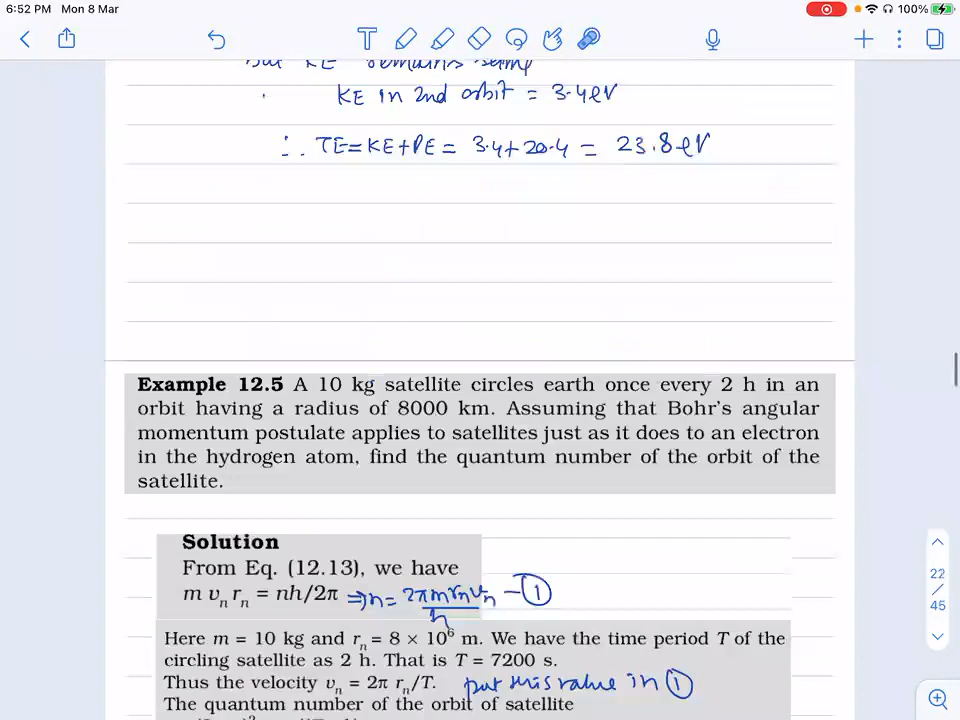 6:52 PM Mon 8 Mar
100%
but KE remains same
KE in 2nd orbit = 3.4eV
∴ TE=KE+PE = 3.4+20.4 = 23.8eV
Example 12.5 A 10 kg satellite circles earth once every 2 h in an
orbit having a radius of 8000 km. Assuming that Bohr's angular
momentum postulate applies to satellites just as it does to an electron
in the hydrogen atom, find the quantum number of the orbit of the
satellite.
Solution
From Eq. (12.13), we have
m vₙ rₙ = nh/2π ⇒ n = 2πmrₙvₙ/h – ①
Here m = 10 kg and rₙ = 8 × 10⁶ m. We have the time period T of the
circling satellite as 2 h. That is T = 7200 s.
Thus the velocity vₙ = 2π rₙ/T. put this value in ①
The quantum number of the orbit of satellite
22
/
45